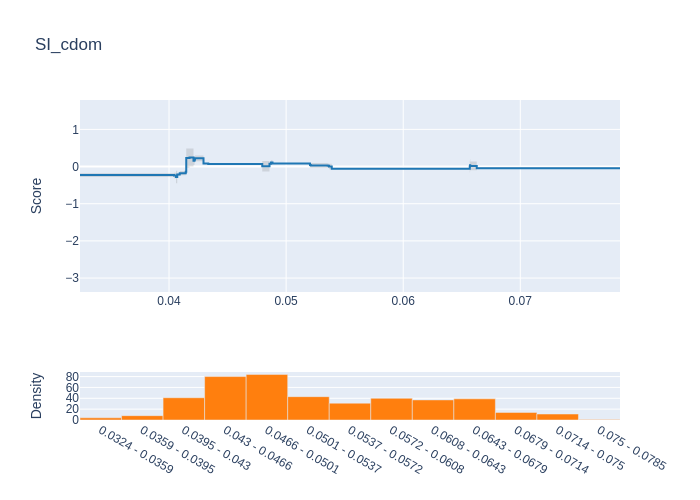 SI_cdom
Score
1
0
−1
−2
−3
0.04
0.05
0.06
0.07
Density
80
60
40
20
0
0.0324 - 0.0359
0.0359 - 0.0395
0.0395 - 0.043
0.043 - 0.0466
0.0466 - 0.0501
0.0501 - 0.0537
0.0537 - 0.0572
0.0572 - 0.0608
0.0608 - 0.0643
0.0643 - 0.0679
0.0679 - 0.0714
0.0714 - 0.075
0.075 - 0.0785